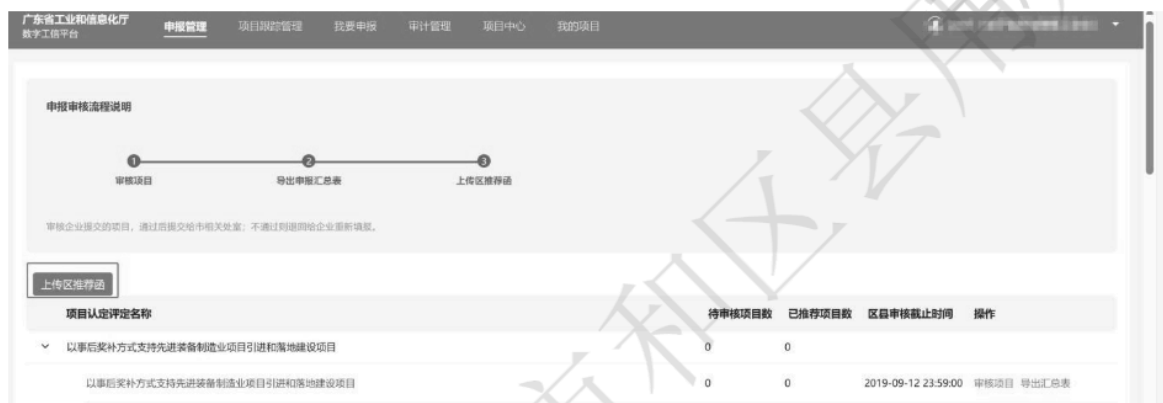 广东省工业和信息化厅
数字工信平台
申报管理 项目跟踪管理 我要申报 审计管理 项目中心 我的项目
申报审核流程说明
1 2 3
审核项目 导出申报汇总表 上传区推荐函
审核企业提交的项目，通过后提交给市相关处室；不通过则退回给企业重新填报。
上传区推荐函
项目认定评定名称 待审核项目数 已推荐项目数 区县审核截止时间 操作
以事后奖补方式支持先进装备制造业项目引进和落地建设项目 0 0
以事后奖补方式支持先进装备制造业项目引进和落地建设项目 0 0 2019-09-12 23:59:00 审核项目 导出汇总表
市和区县用